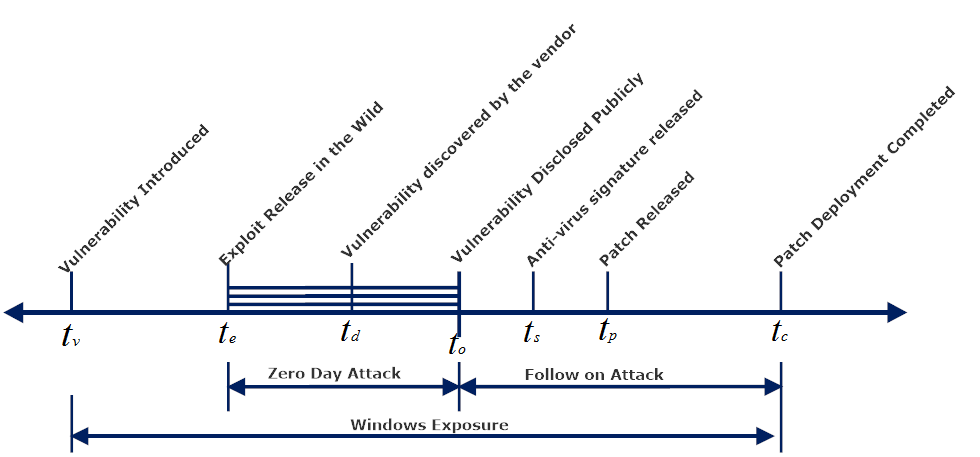 Vulnerability Introduced
Exploit Release in the Wild
Vulnerability discovered by the vendor
Vulnerability Disclosed Publicly
Anti-virus signature released
Patch Released
Patch Deployment Completed
tv
te
td
to
ts
tp
tc
Zero Day Attack
Follow on Attack
Windows Exposure